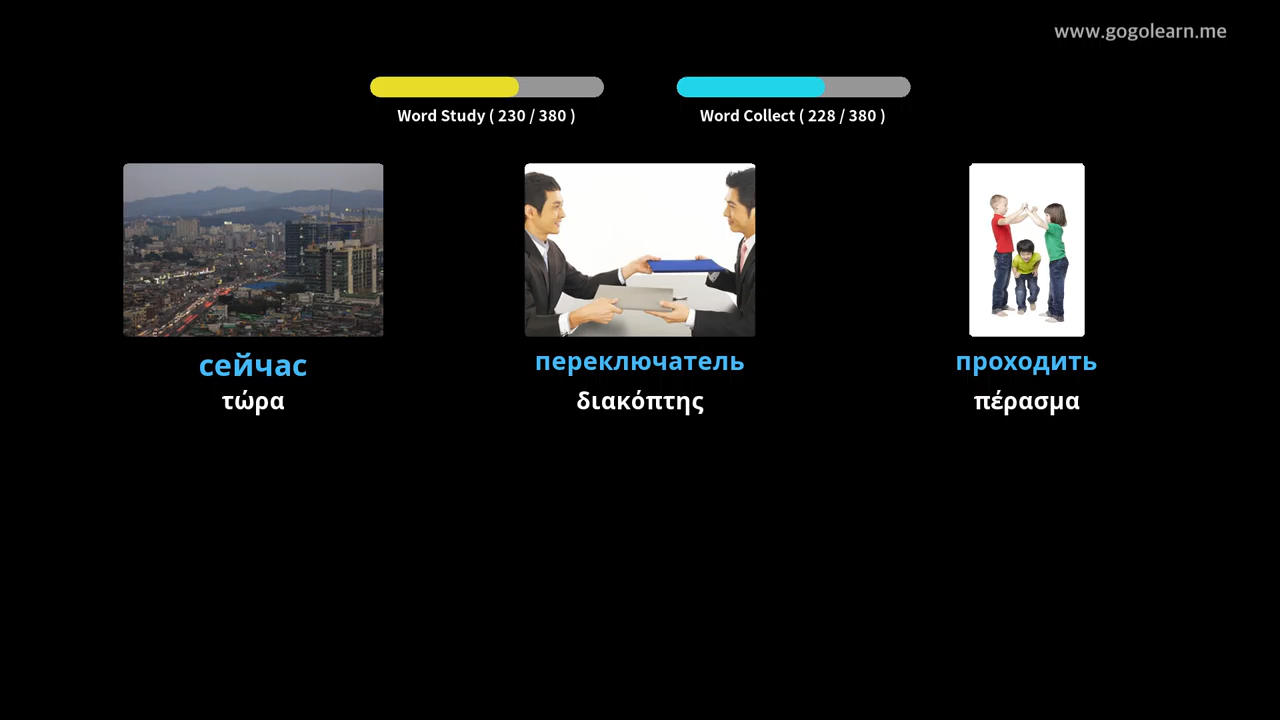 www.gogolearn.me
Word Study ( 230 / 380 )
Word Collect ( 228 / 380 )
сейчас
переключатель
проходить
τώρα
διακόπτης
πέρασμα